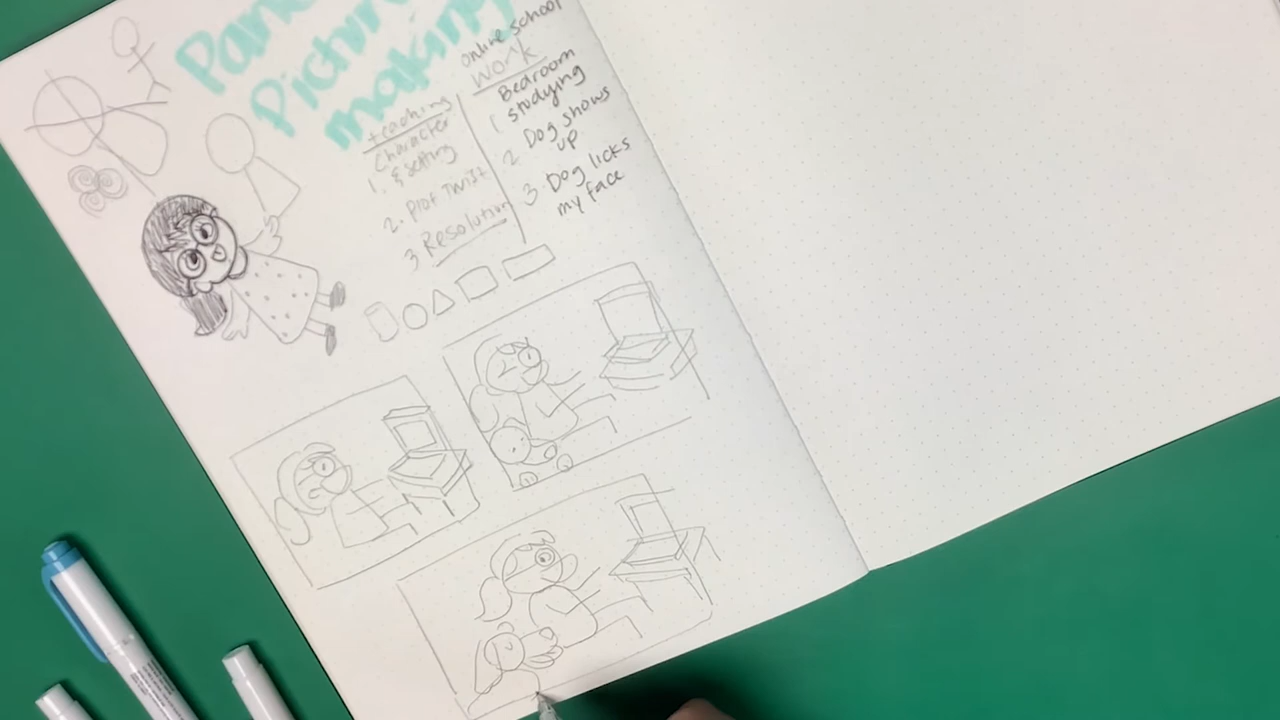 Picture
making
teaching
Character
1. & setting
2. Plot Twist
3 Resolution
online school
work
Bedroom
1 studying
2 Dog shows
up
3. Dog licks
my face